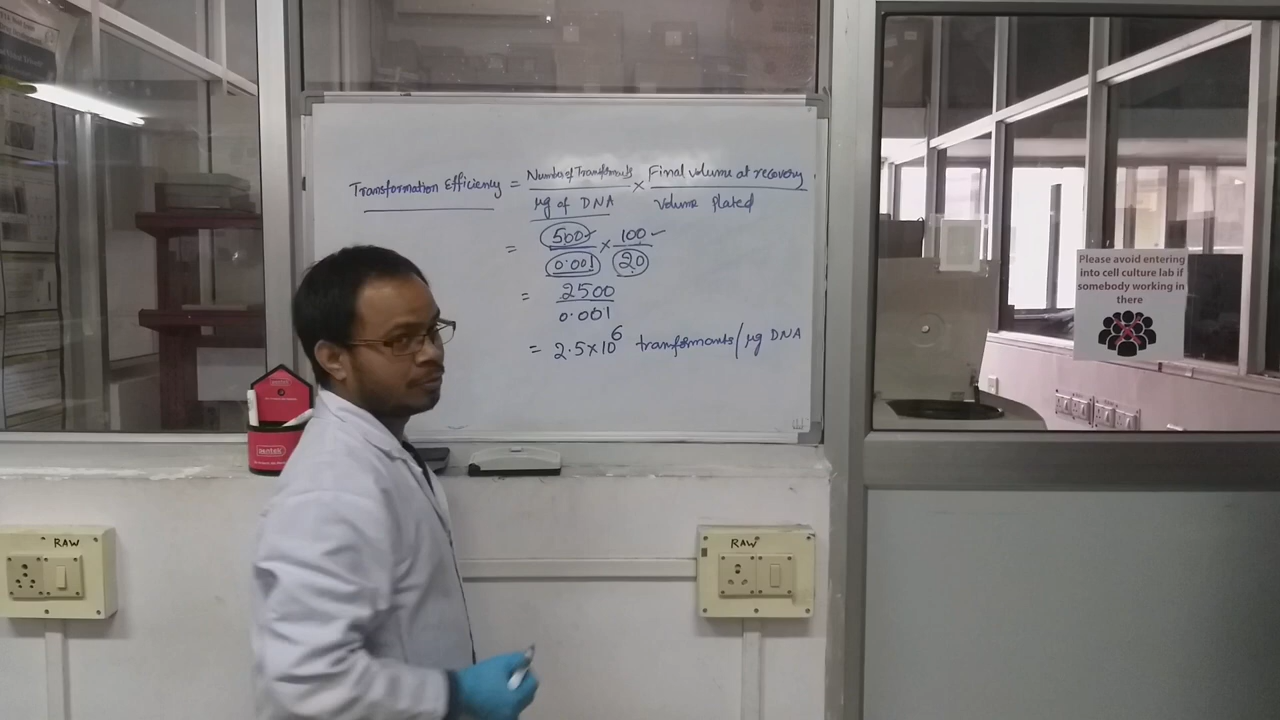 Number of Transformants
Transformation Efficiency = × Final volume at recovery
μg of DNA Volume plated
= 500 × 100
0.001 20
= 2500
0.001
= 2.5×10⁶ transformants/μg DNA
Please avoid entering
into cell culture lab if
somebody working in
there
pentek
RAW
RAW